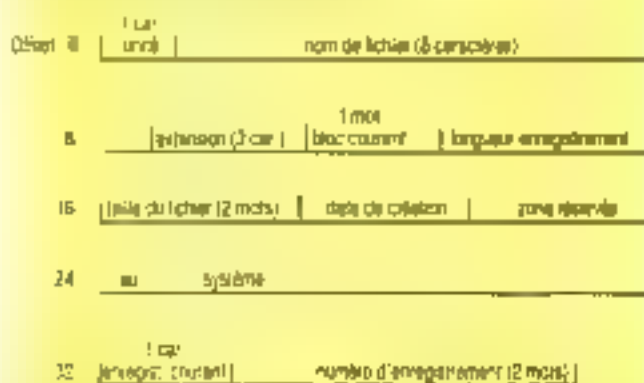 1 car
Offset 0 unité nom de fichier (8 caractères)
1 mot
8 extension (3 car.) bloc courant longueur enregistrement
16 taille du fichier (2 mots) date de création zone réservée
24 au système
1 car
32 enregist. courant numéro d'enregistrement (2 mots)